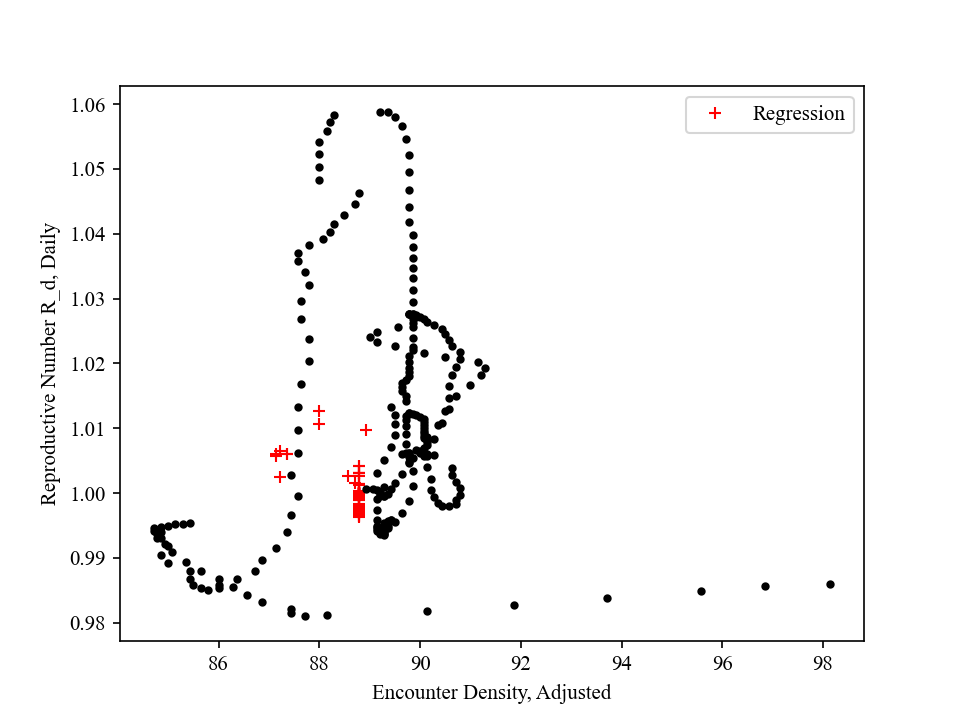 Regression
1.06
1.05
1.04
1.03
1.02
1.01
1.00
0.99
0.98
Reproductive Number R_d, Daily
86 88 90 92 94 96 98
Encounter Density, Adjusted